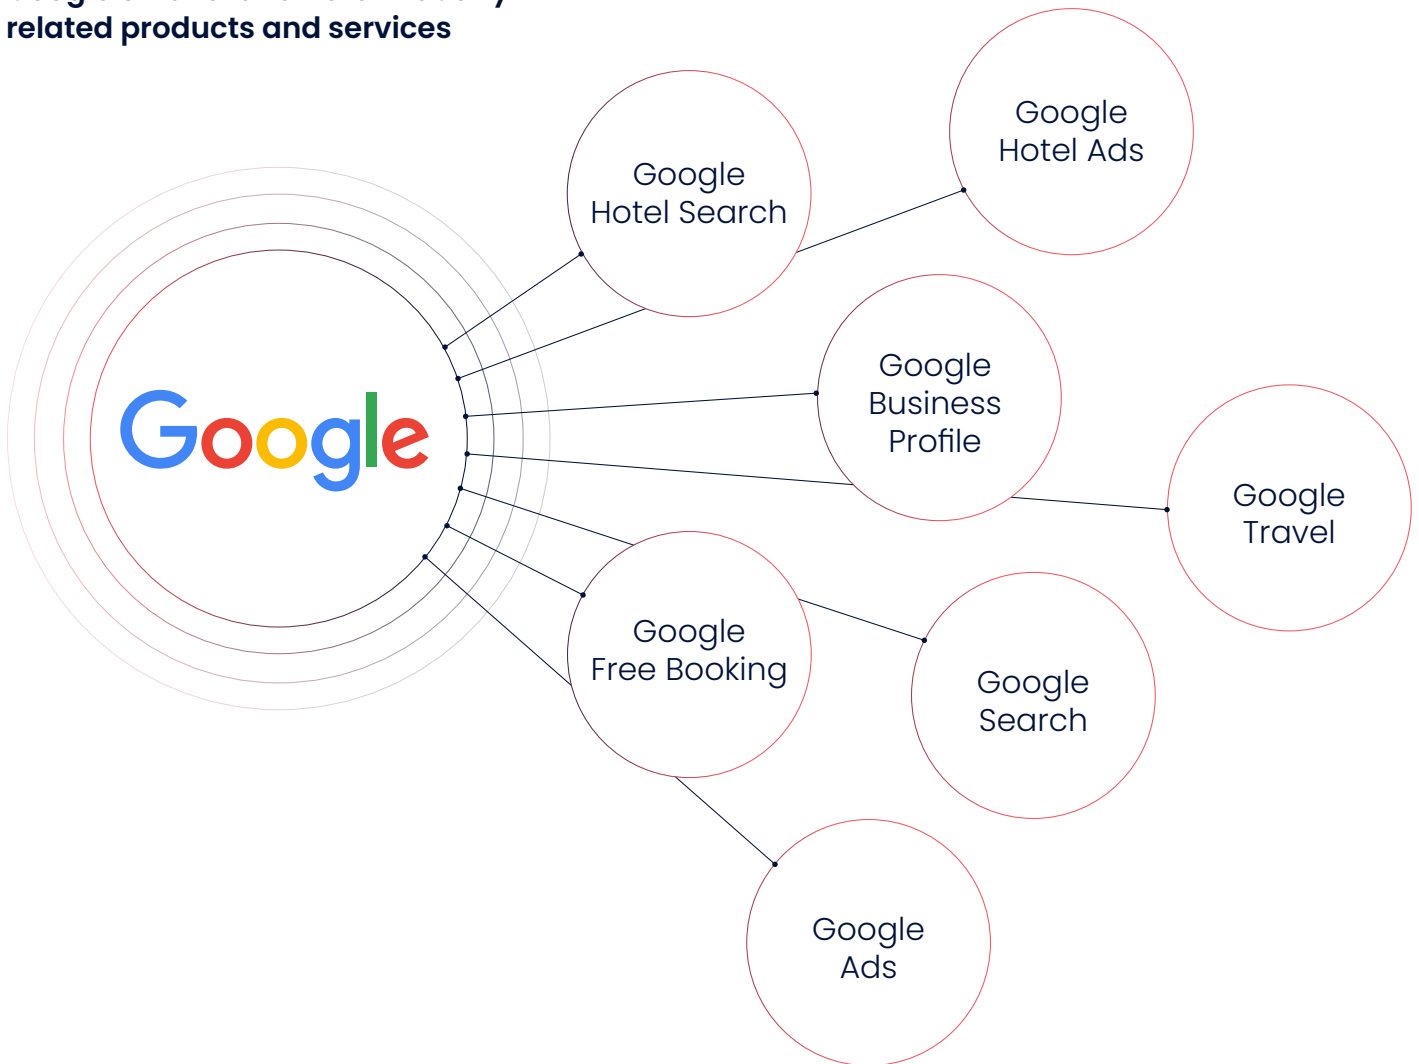 related products and services
Google
Hotel Ads
Google
Hotel Search
Google
Business
Profile
Google
Google
Travel
Google
Free Booking
Google
Search
Google
Ads